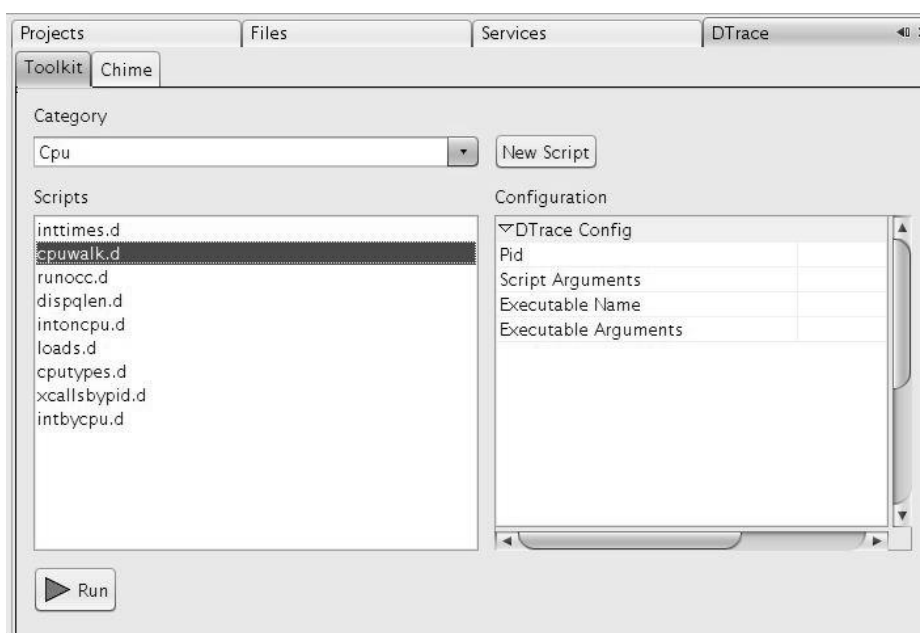 Projects Files Services DTrace
Toolkit Chime
Category
Cpu New Script
Scripts Configuration
inttimes.d
cpuwalk.d
runocc.d
dispqlen.d
intoncpu.d
loads.d
cputypes.d
xcallsbypid.d
intbycpu.d
DTrace Config
Pid
Script Arguments
Executable Name
Executable Arguments
Run